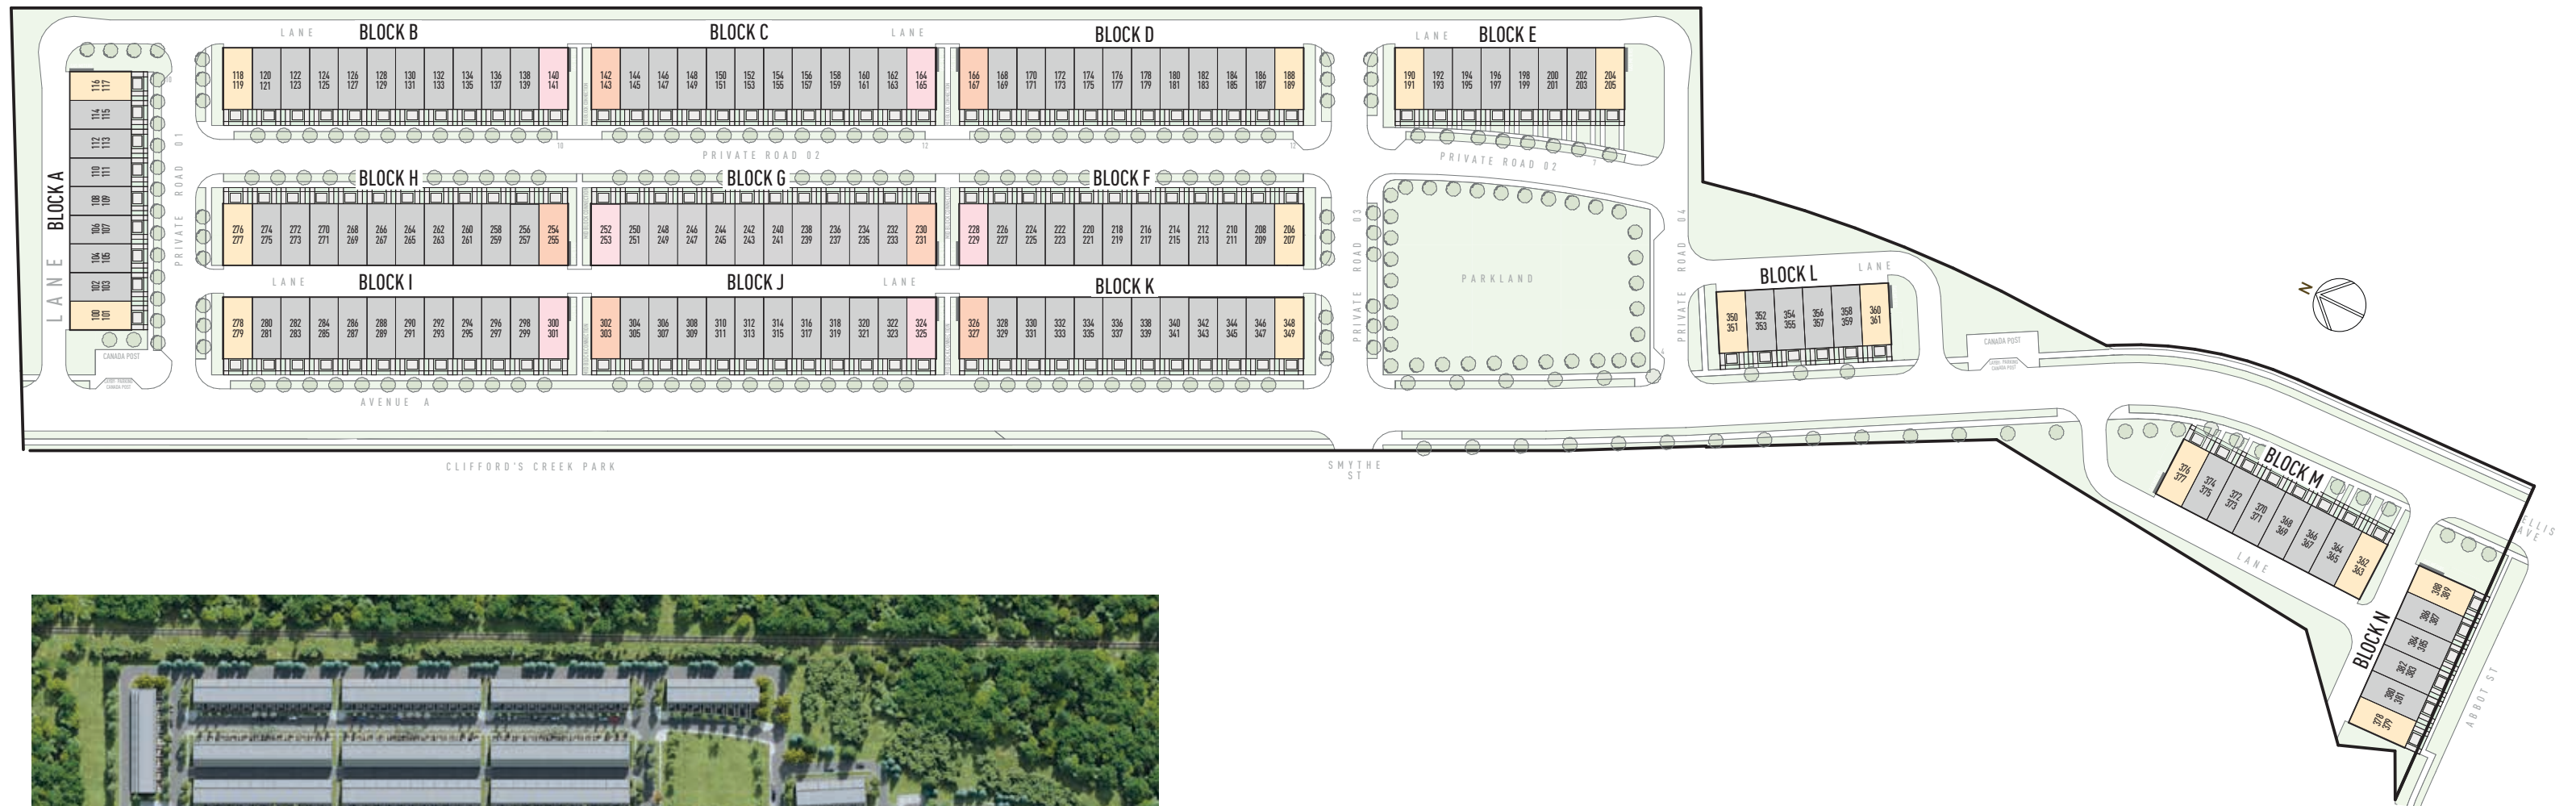 LANE
BLOCK B
BLOCK C
LANE
BLOCK D
LANE
BLOCK E
118 120 122 124 126 128 130 132 134 136 138 140
119 121 123 125 127 129 131 133 135 137 139 141
142 144 146 148 150 152 154 156 158 160 162 164
143 145 147 149 151 153 155 157 159 161 163 165
166 168 170 172 174 176 178 180 182 184 186 188
167 169 171 173 175 177 179 181 183 185 187 189
190 192 194 196 198 200 202 204
191 193 195 197 199 201 203 205
BLOCK A
LANE
116 114 112 110 108 106 104 102 100
117 115 113 111 109 107 105 103 101
CANADA POST
PRIVATE ROAD 01
10
PRIVATE ROAD 02
12
12
PRIVATE ROAD 02
7
BLOCK H
BLOCK G
BLOCK F
276 274 272 270 268 266 264 262 260 258 256 254
277 275 273 271 269 267 265 263 261 259 257 255
252 250 248 246 244 242 240 238 236 234 232 230
253 251 249 247 245 243 241 239 237 235 233 231
228 226 224 222 220 218 216 214 212 210 208 206
229 227 225 223 221 219 217 215 213 211 209 207
PRIVATE ROAD 03
PARKLAND
PRIVATE ROAD 04
LANE
BLOCK I
BLOCK J
LANE
BLOCK K
278 280 282 284 286 288 290 292 294 296 298 300
279 281 283 285 287 289 291 293 295 297 299 301
302 304 306 308 310 312 314 316 318 320 322 324
303 305 307 309 311 313 315 317 319 321 323 325
326 328 330 332 334 336 338 340 342 344 346 348
327 329 331 333 335 337 339 341 343 345 347 349
BLOCK L
LANE
350 352 354 356 358 360
351 353 355 357 359 361
CANADA POST
N
AVENUE A
CLIFFORD'S CREEK PARK
SMYTHE
ST
BLOCK M
376 374 372 370 368 366 364 362
377 375 373 371 369 367 365 363
LANE
ELLIS
AVE
BLOCK N
388 386 384 382 380 378
389 387 385 383 381 379
ABBOT ST